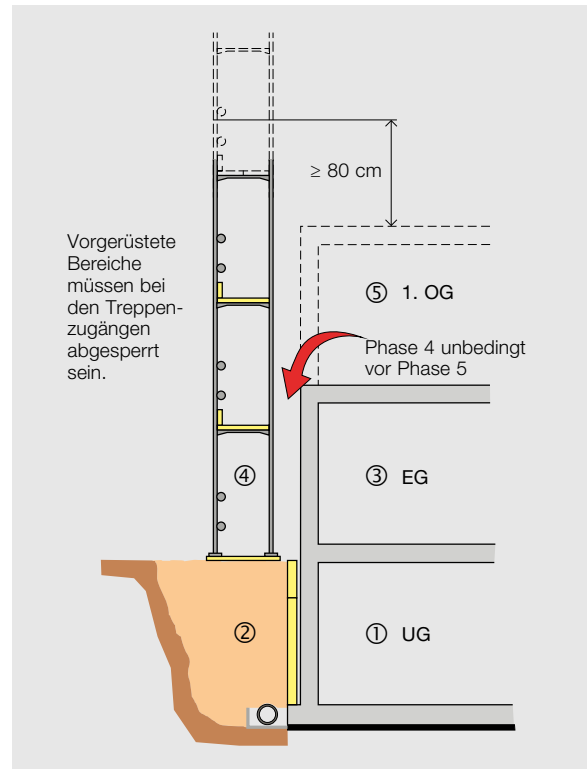 ≥ 80 cm
Vorgerüstete
Bereiche
müssen bei
den Treppen-
zugängen
abgesperrt
sein.
⑤ 1. OG
Phase 4 unbedingt
vor Phase 5
④
③ EG
②
① UG